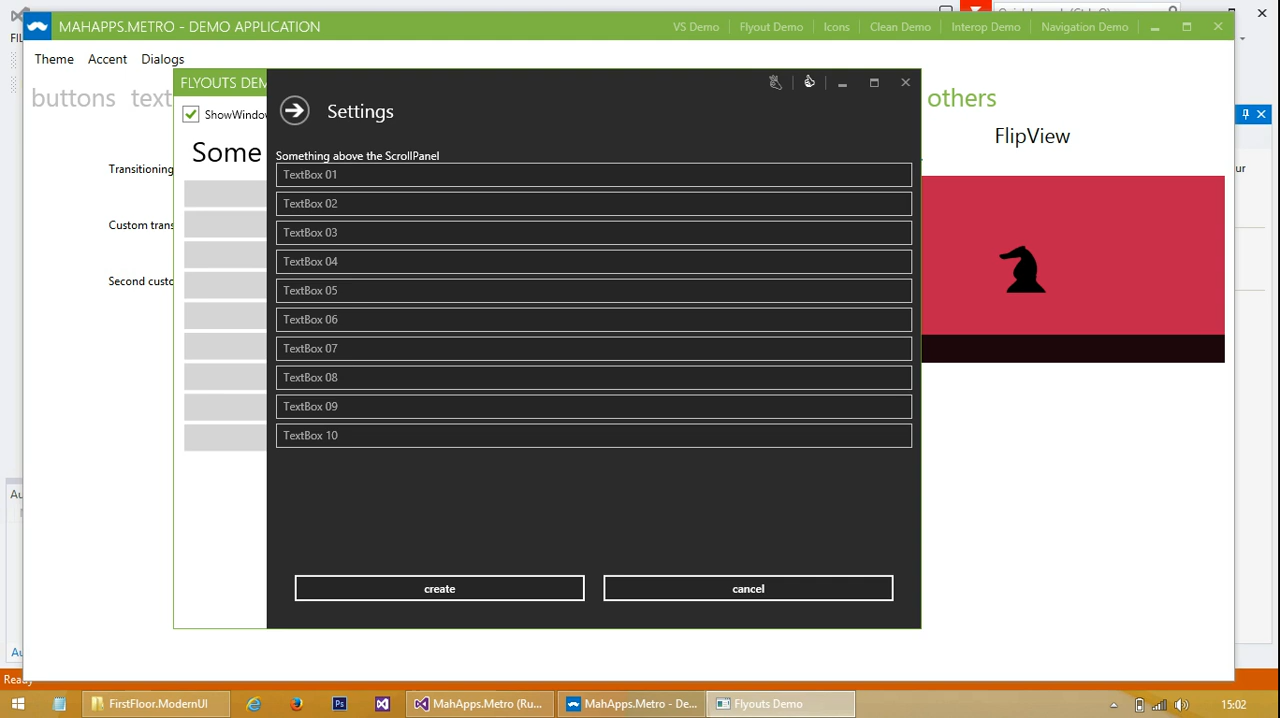 MAHAPPS.METRO - DEMO APPLICATION
VS Demo
Flyout Demo
Icons
Clean Demo
Interop Demo
Navigation Demo
Theme
Accent
Dialogs
FLYOUTS DEM
buttons
text
others
Settings
ShowWindo
Some
FlipView
Something above the ScrollPanel
Transitioning
Custom trans
Second custo
TextBox 01
TextBox 02
TextBox 03
TextBox 04
TextBox 05
TextBox 06
TextBox 07
TextBox 08
TextBox 09
TextBox 10
create
cancel
Ready
FirstFloor.ModernUI
Ps
MahApps.Metro (Ru...
MahApps.Metro - De...
Flyouts Demo
15:02